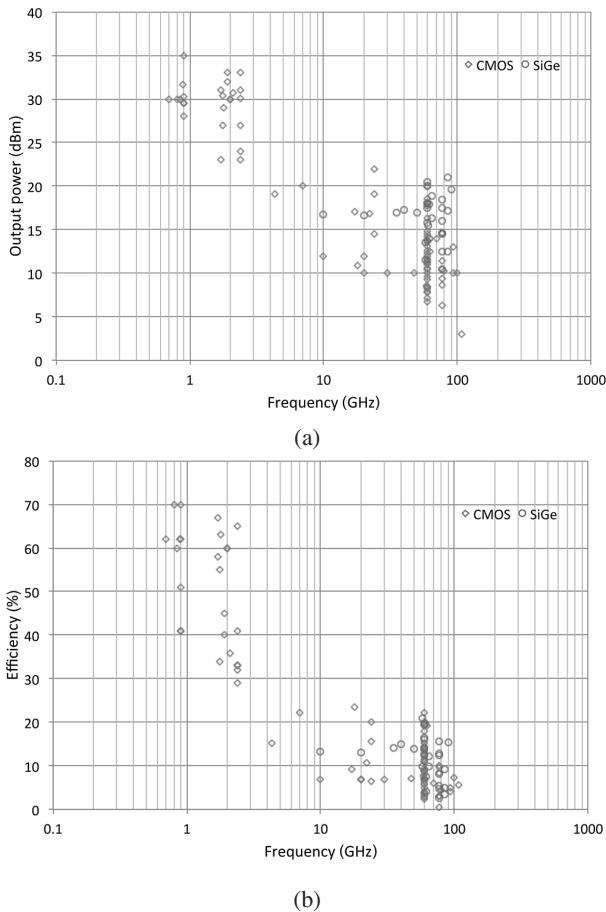 40
35
30
25
20
15
10
5
0
Output power (dBm)
CMOS SiGe
0.1 1 10 100 1000
Frequency (GHz)
(a)
80
70
60
50
40
30
20
10
0
Efficiency (%)
CMOS SiGe
0.1 1 10 100 1000
Frequency (GHz)
(b)